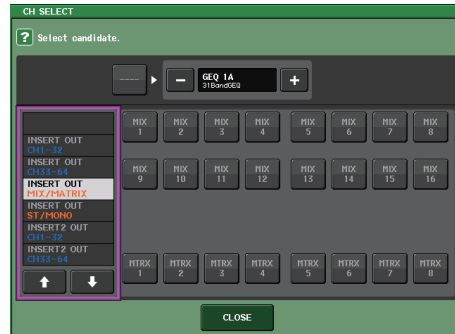 CH SELECT
? Select candidate.
----
−
GEQ 1A
31BandGEQ
+
INSERT OUT
CH1-32
INSERT OUT
CH33-64
INSERT OUT
MIX/MATRIX
INSERT OUT
ST/MONO
INSERT2 OUT
CH1-32
INSERT2 OUT
CH33-64
MIX 1
MIX 2
MIX 3
MIX 4
MIX 5
MIX 6
MIX 7
MIX 8
MIX 9
MIX 10
MIX 11
MIX 12
MIX 13
MIX 14
MIX 15
MIX 16
MTRX 1
MTRX 2
MTRX 3
MTRX 4
MTRX 5
MTRX 6
MTRX 7
MTRX 8
CLOSE